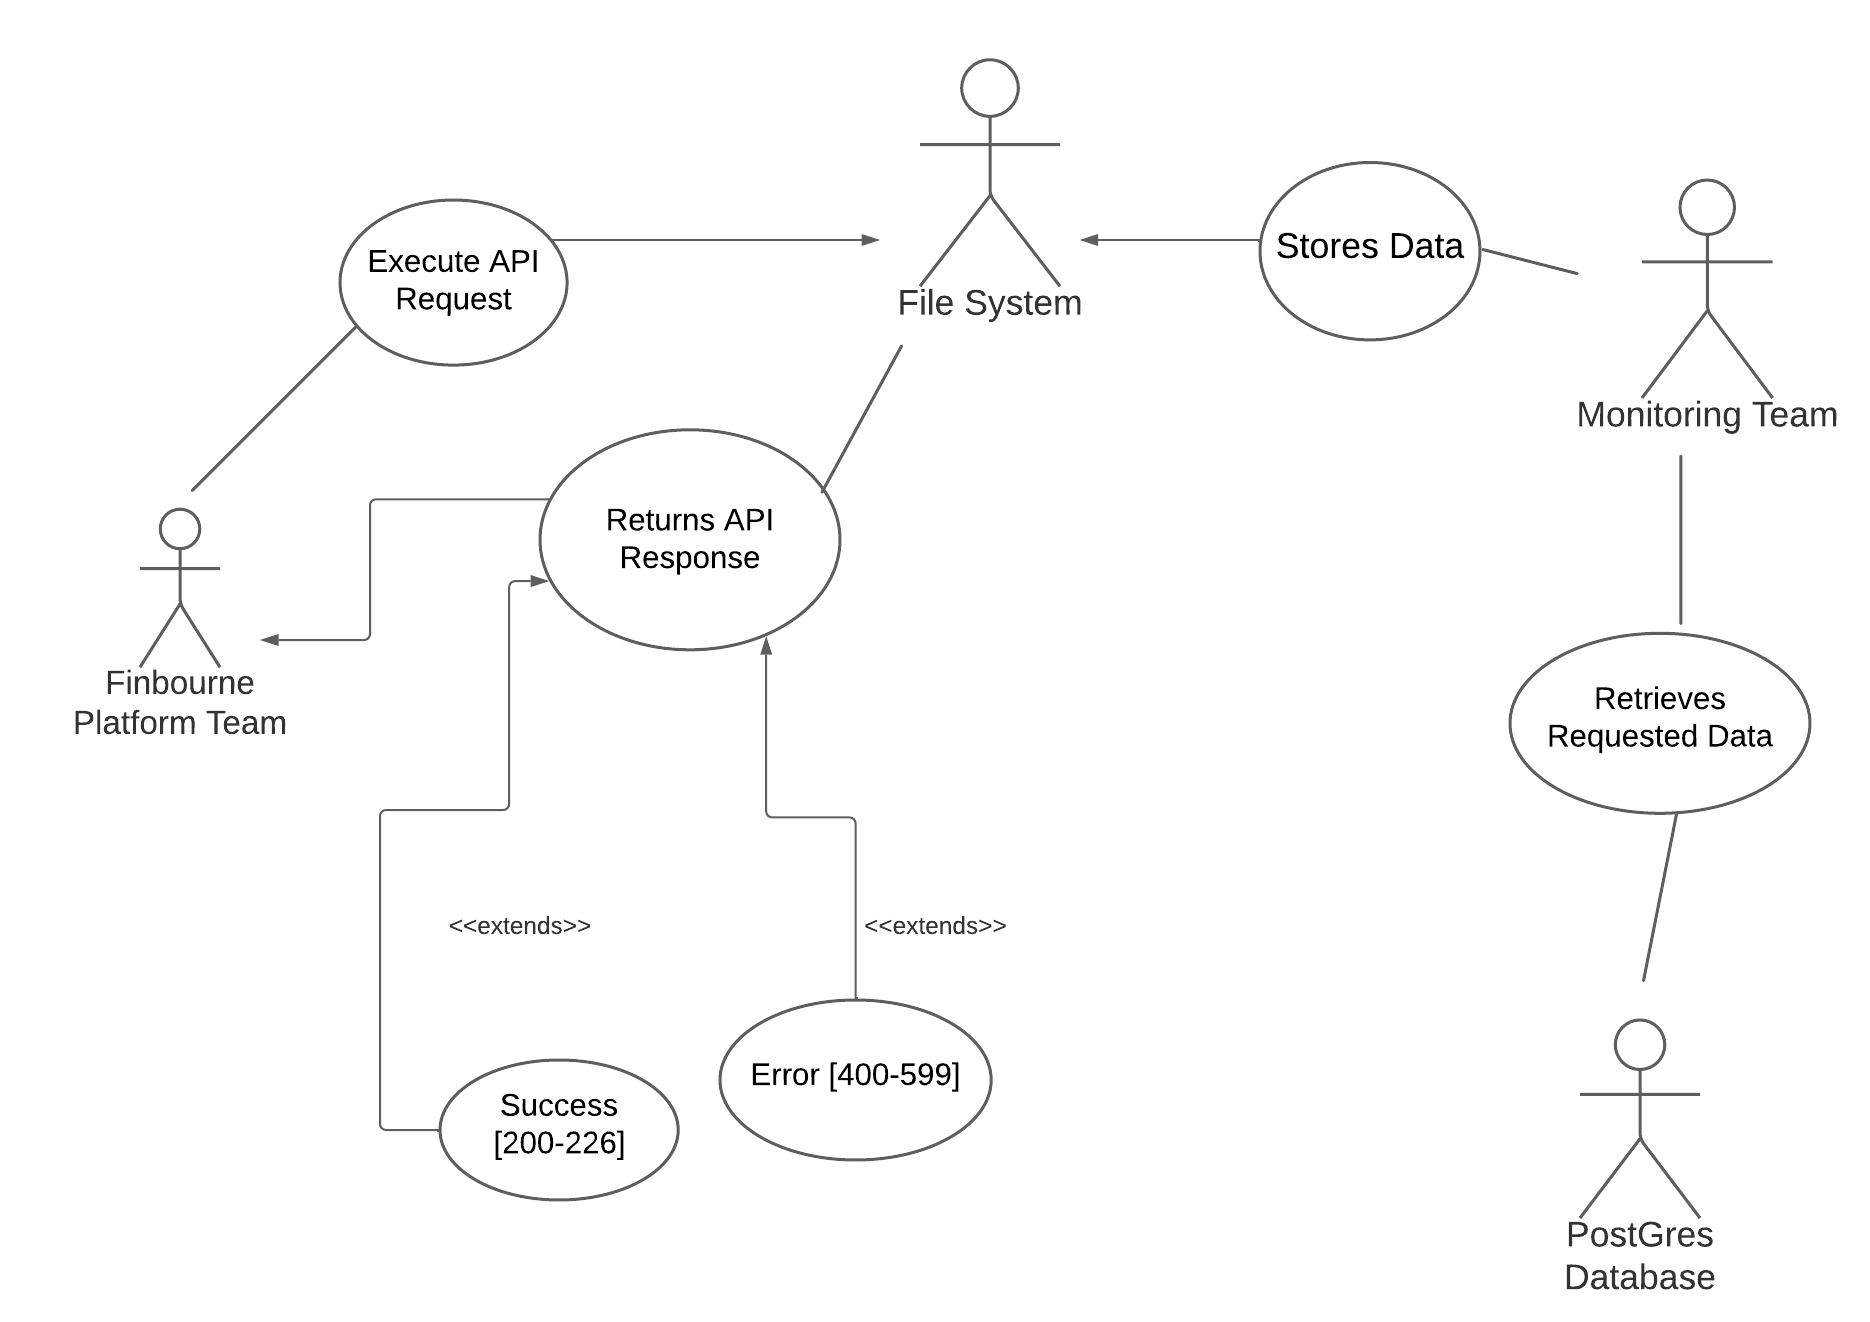 Execute API
Request
File System
Stores Data
Monitoring Team
Returns API
Response
Finbourne
Platform Team
Retrieves
Requested Data
<<extends>>
<<extends>>
Error [400-599]
Success
[200-226]
PostGres
Database